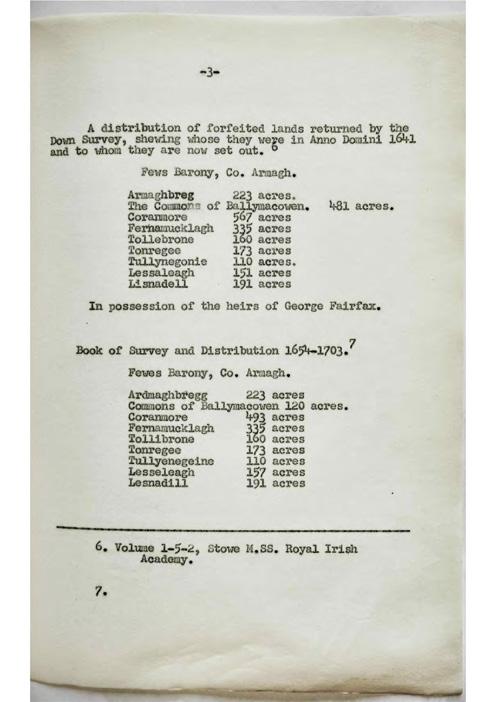 -3-
A distribution of forfeited lands returned by the
Down Survey, shewing whose they were in Anno Domini 1641
and to whom they are now set out. 6
Fews Barony, Co. Armagh.
Armaghbreg 223 acres.
The Commons of Ballymacowen. 481 acres.
Coranmore 567 acres
Fernamucklagh 335 acres
Tollebrone 160 acres
Tonregee 173 acres
Tullynegonie 110 acres.
Lessaleagh 151 acres
Lisnadell 191 acres
In possession of the heirs of George Fairfax.
Book of Survey and Distribution 1654-1703.7
Fewes Barony, Co. Armagh.
Ardmaghbregg 223 acres
Commons of Ballymacowen 120 acres.
Coranmore 493 acres
Fernamucklagh 335 acres
Tollibrone 160 acres
Tonregee 173 acres
Tullyenegeine 110 acres
Lesseleagh 157 acres
Lesnadill 191 acres
6. Volume 1-5-2, Stowe M.SS. Royal Irish
Academy.
7.